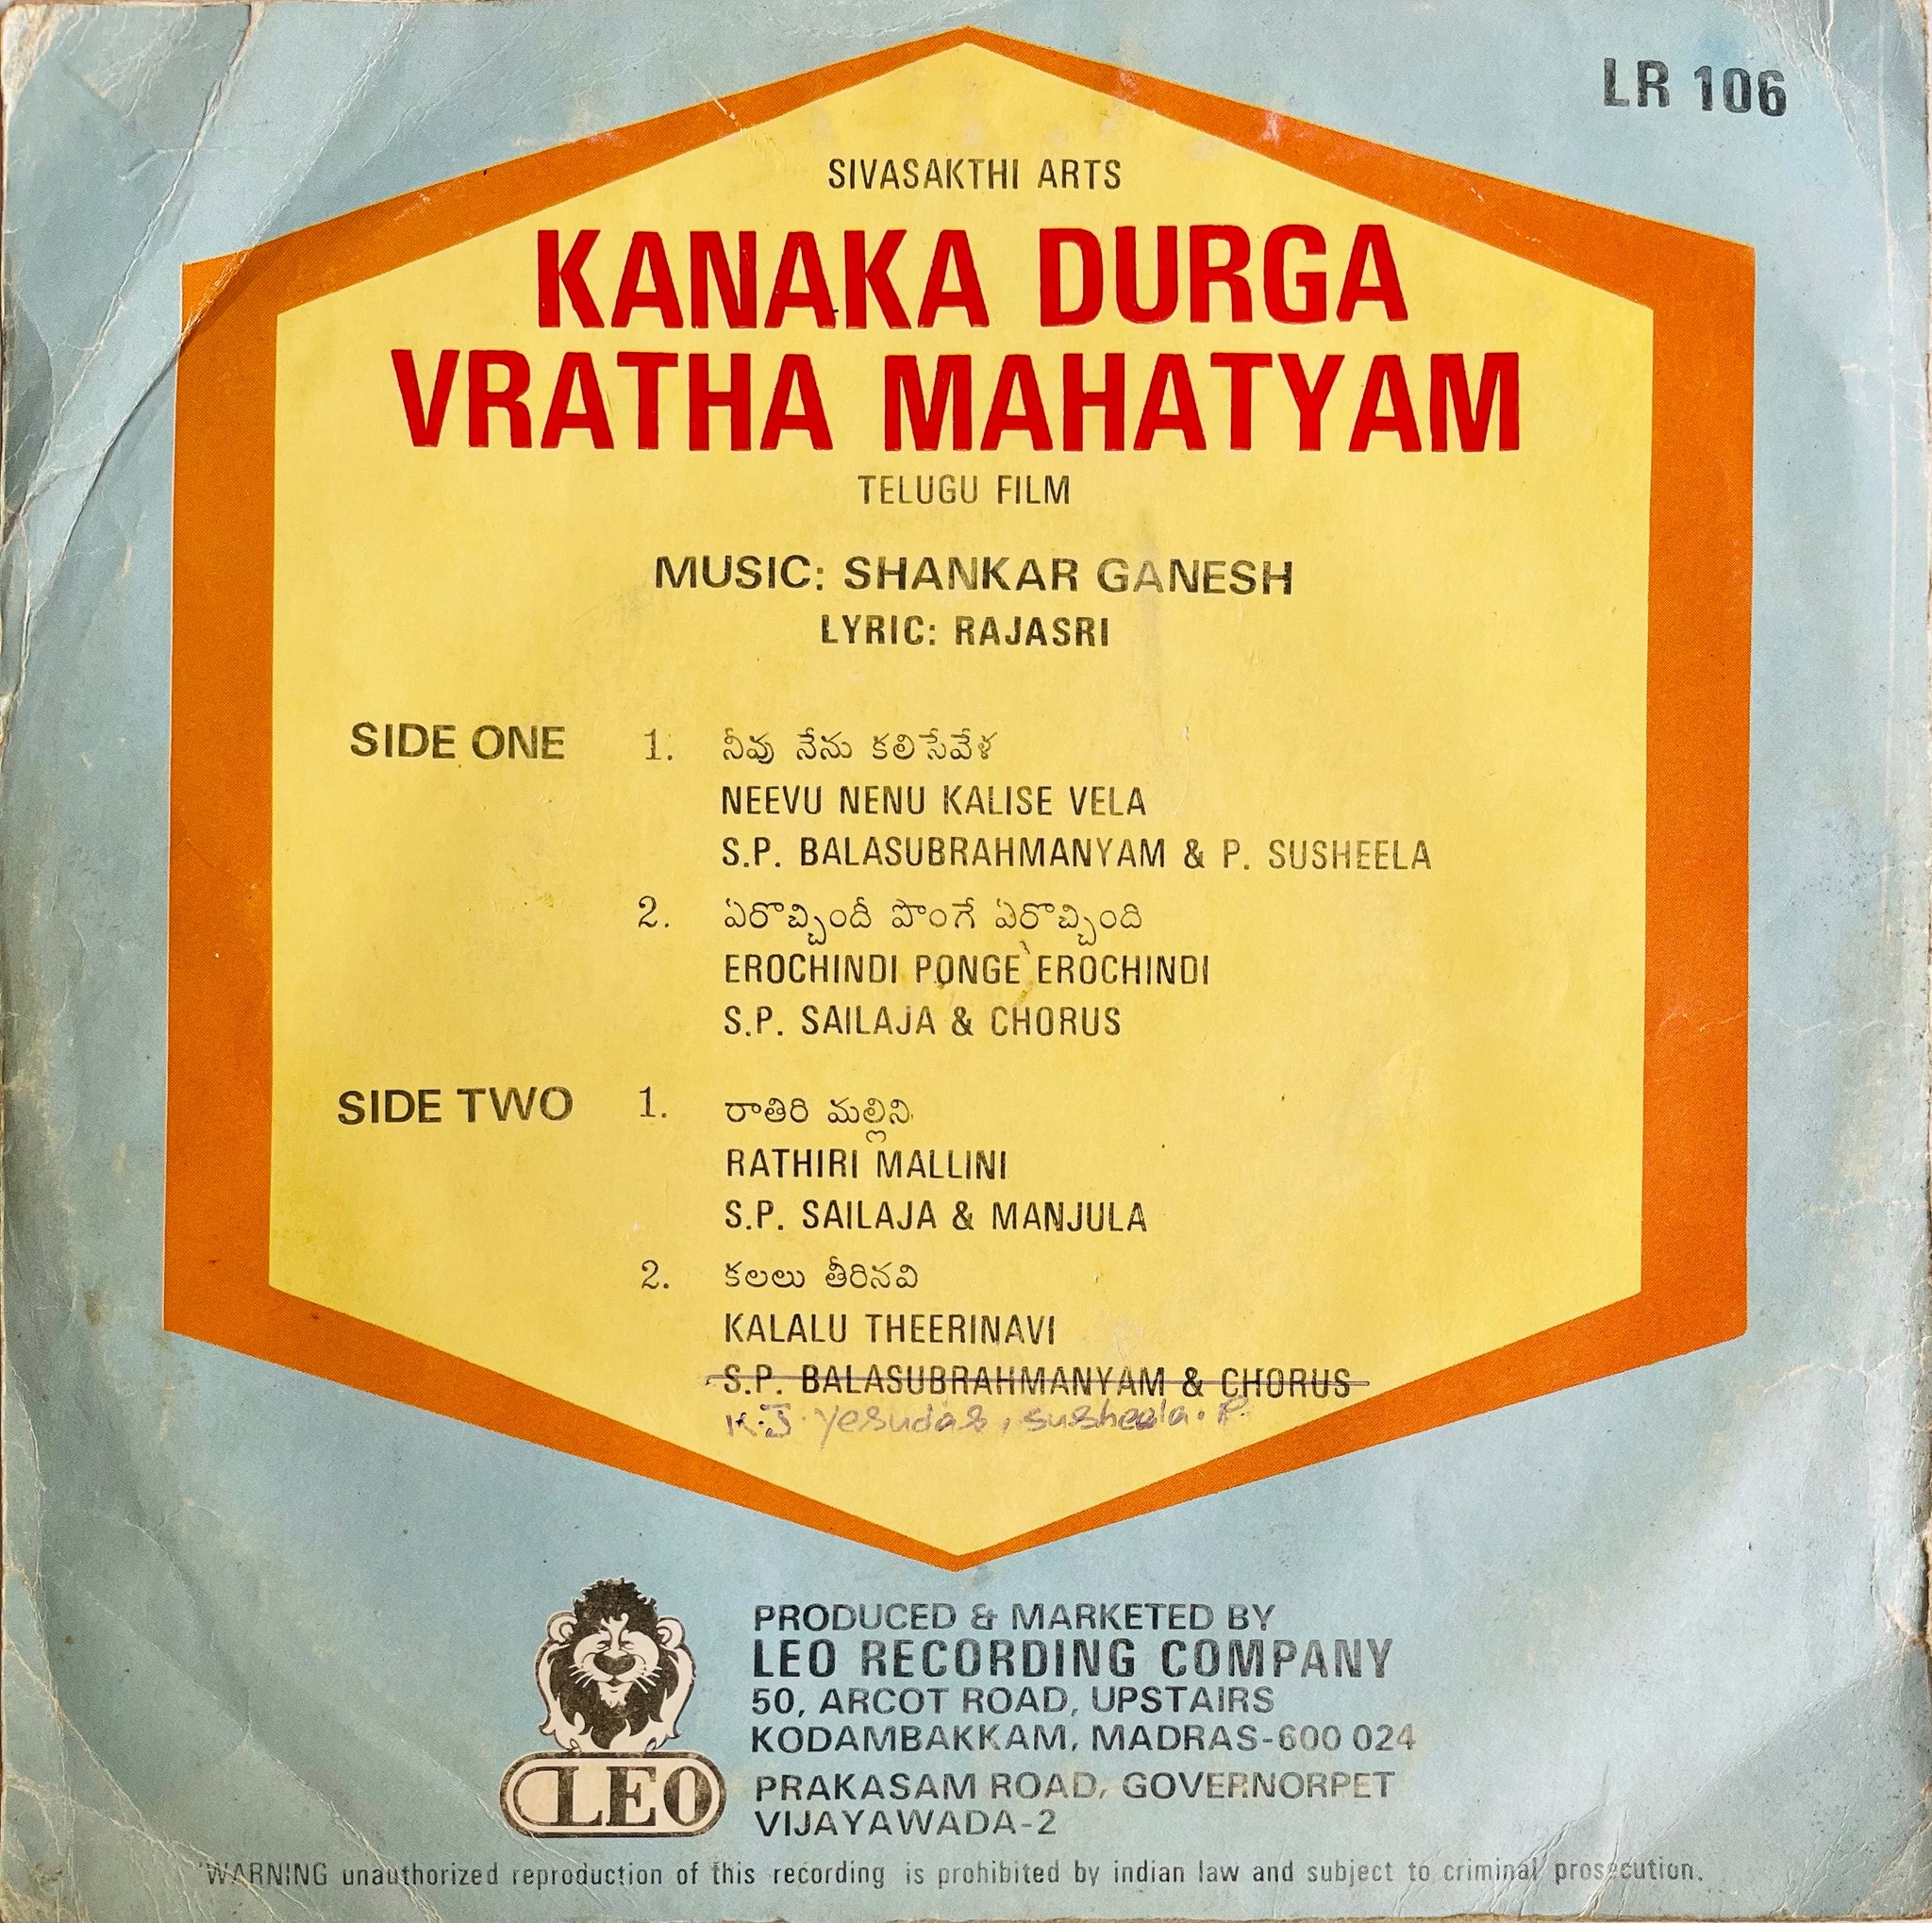 LR 106
SIVASAKTHI ARTS
KANAKA DURGA
VRATHA MAHATYAM
TELUGU FILM
MUSIC: SHANKAR GANESH
LYRIC: RAJASRI
SIDE ONE 1. నీవు నేను కలిసేవేళ
NEEVU NENU KALISE VELA
S.P. BALASUBRAHMANYAM & P. SUSHEELA
2. ఏరొచ్చిందీ పొంగే ఏరొచ్చింది
EROCHINDI PONGE EROCHINDI
S.P. SAILAJA & CHORUS
SIDE TWO 1. రాతిరి మల్లిని
RATHIRI MALLINI
S.P. SAILAJA & MANJULA
2. కలలు తీరినవి
KALALU THEERINAVI
S.P. BALASUBRAHMANYAM & CHORUS
K.J. Yesudas, susheela. P.
PRODUCED & MARKETED BY
LEO RECORDING COMPANY
50, ARCOT ROAD, UPSTAIRS
KODAMBAKKAM, MADRAS-600 024
PRAKASAM ROAD, GOVERNORPET
VIJAYAWADA-2
LEO
'WARNING unauthorized reproduction of this recording is prohibited by indian law and subject to criminal prosecution.